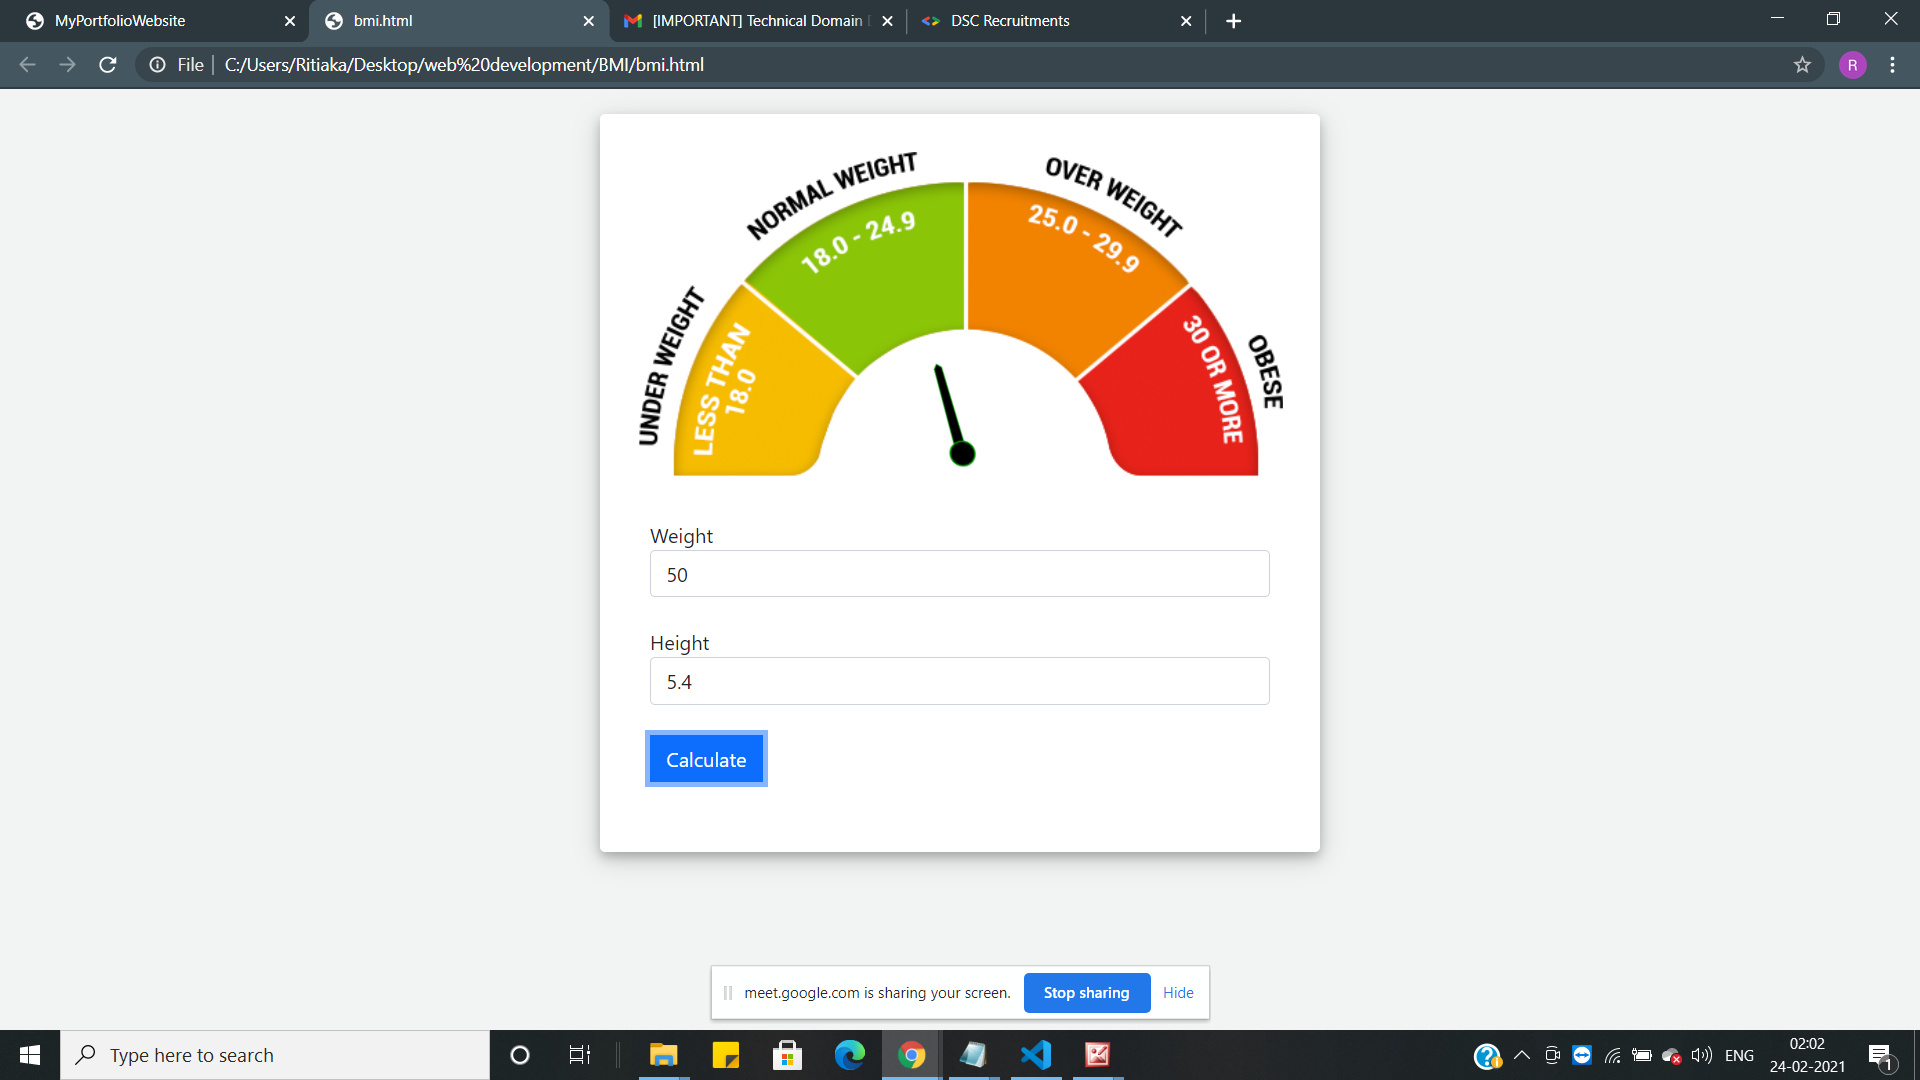 MyPortfolioWebsite
bmi.html
[IMPORTANT] Technical Domain
DSC Recruitments
File
C:/Users/Ritiaka/Desktop/web%20development/BMI/bmi.html
R
UNDER WEIGHT
NORMAL WEIGHT
OVER WEIGHT
OBESE
LESS THAN
18.0
18.0 - 24.9
25.0 - 29.9
30 OR MORE
Weight
50
Height
5.4
Calculate
meet.google.com is sharing your screen.
Stop sharing
Hide
Type here to search
ENG
02:02
24-02-2021
1